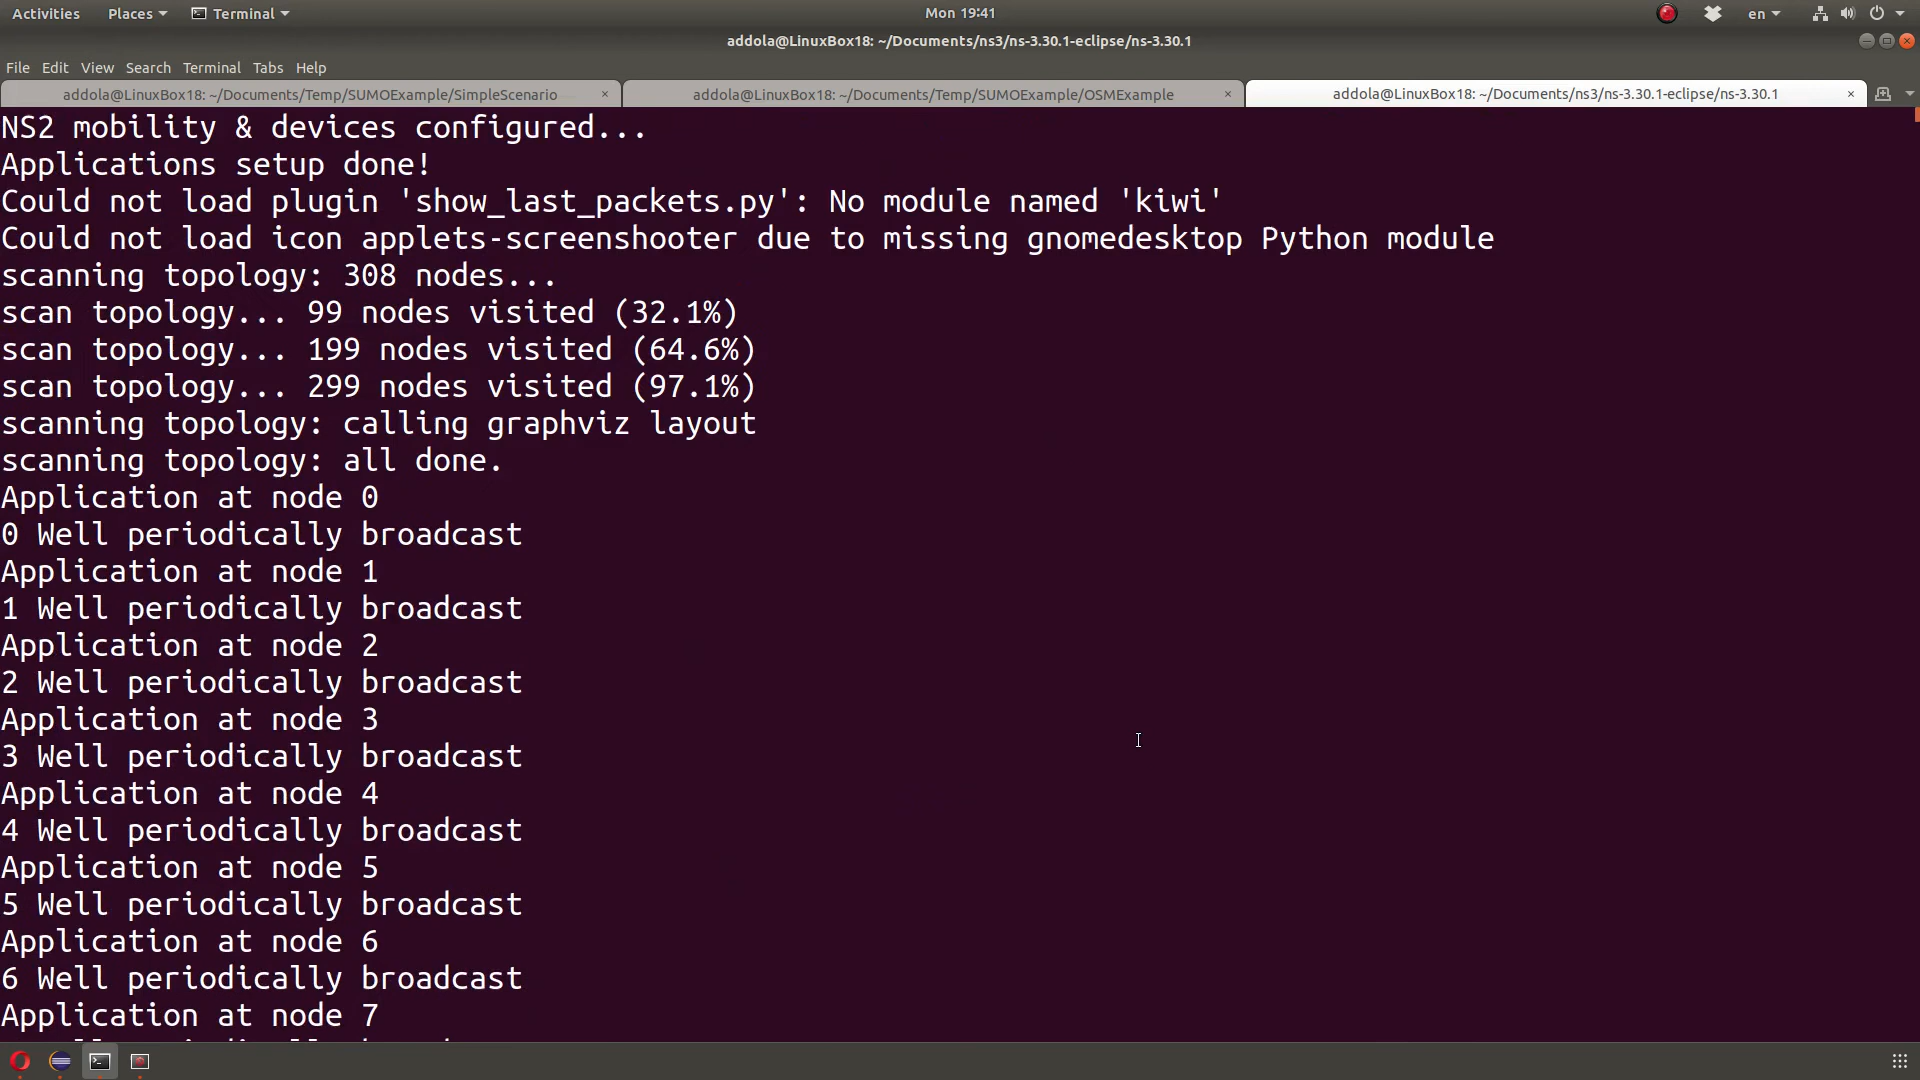 Activities Places Terminal Mon 19:41 en
addola@LinuxBox18: ~/Documents/ns3/ns-3.30.1-eclipse/ns-3.30.1
File Edit View Search Terminal Tabs Help
addola@LinuxBox18: ~/Documents/Temp/SUMOExample/SimpleScenario × addola@LinuxBox18: ~/Documents/Temp/SUMOExample/OSMExample × addola@LinuxBox18: ~/Documents/ns3/ns-3.30.1-eclipse/ns-3.30.1 ×
NS2 mobility & devices configured...
Applications setup done!
Could not load plugin 'show_last_packets.py': No module named 'kiwi'
Could not load icon applets-screenshooter due to missing gnomedesktop Python module
scanning topology: 308 nodes...
scan topology... 99 nodes visited (32.1%)
scan topology... 199 nodes visited (64.6%)
scan topology... 299 nodes visited (97.1%)
scanning topology: calling graphviz layout
scanning topology: all done.
Application at node 0
0 Well periodically broadcast
Application at node 1
1 Well periodically broadcast
Application at node 2
2 Well periodically broadcast
Application at node 3
3 Well periodically broadcast
Application at node 4
4 Well periodically broadcast
Application at node 5
5 Well periodically broadcast
Application at node 6
6 Well periodically broadcast
Application at node 7